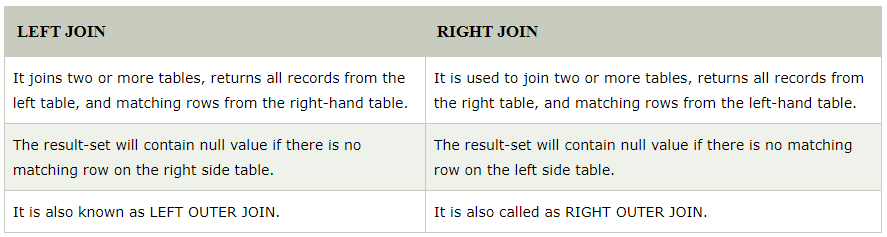 LEFT JOIN
RIGHT JOIN
It joins two or more tables, returns all records from the
left table, and matching rows from the right-hand table.
It is used to join two or more tables, returns all records from
the right table, and matching rows from the left-hand table.
The result-set will contain null value if there is no
matching row on the right side table.
The result-set will contain null value if there is no matching
row on the left side table.
It is also known as LEFT OUTER JOIN.
It is also called as RIGHT OUTER JOIN.